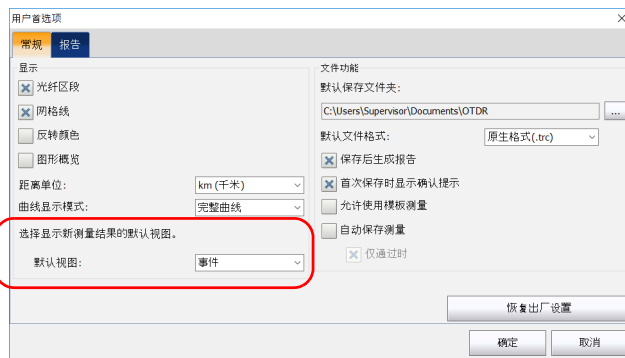 用户首选项
常规 报告
显示
光纤区段
网格线
反转颜色
图形概览
距离单位: km (千米)
曲线显示模式: 完整曲线
选择显示新测量结果的默认视图。
默认视图: 事件
文件功能
默认保存文件夹:
C:\Users\Supervisor\Documents\OTDR ...
默认文件格式: 原生格式(.trc)
保存后生成报告
首次保存时显示确认提示
允许使用模板测量
自动保存测量
仅通过时
恢复出厂设置
确定 取消